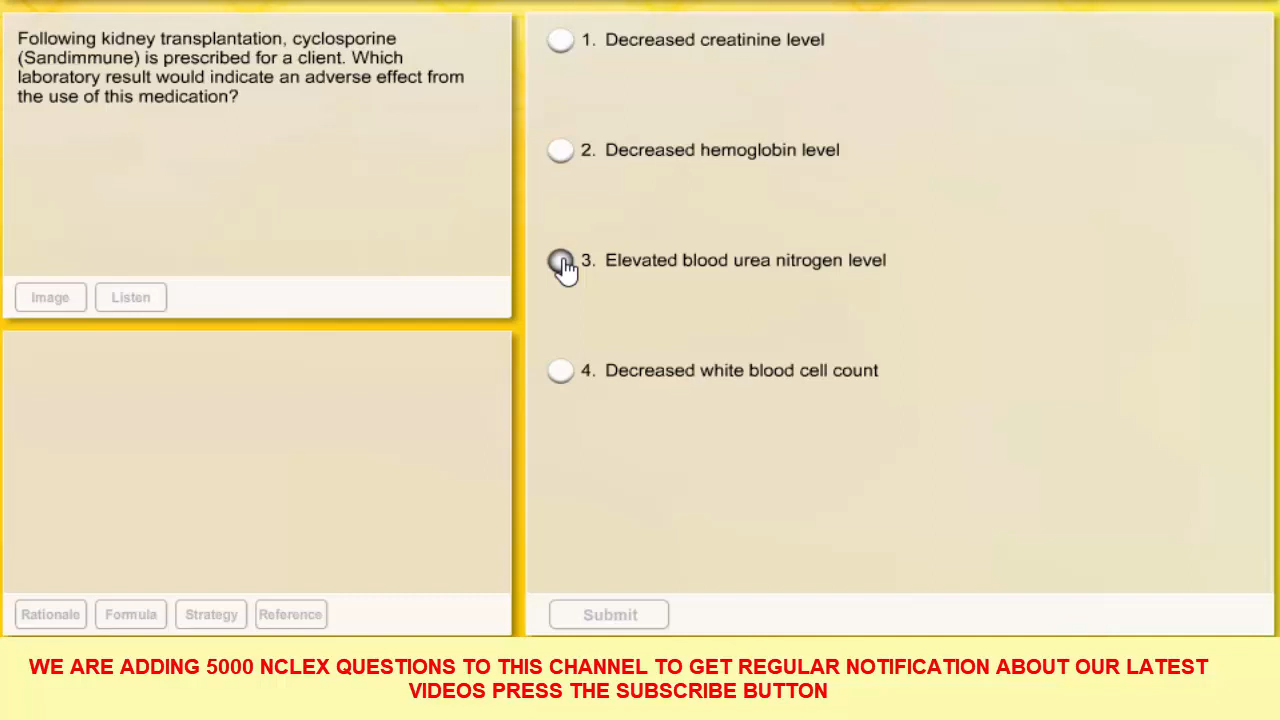 Following kidney transplantation, cyclosporine
(Sandimmune) is prescribed for a client. Which
laboratory result would indicate an adverse effect from
the use of this medication?
Image Listen
1. Decreased creatinine level
2. Decreased hemoglobin level
3. Elevated blood urea nitrogen level
4. Decreased white blood cell count
Rationale Formula Strategy Reference
Submit
WE ARE ADDING 5000 NCLEX QUESTIONS TO THIS CHANNEL TO GET REGULAR NOTIFICATION ABOUT OUR LATEST
VIDEOS PRESS THE SUBSCRIBE BUTTON